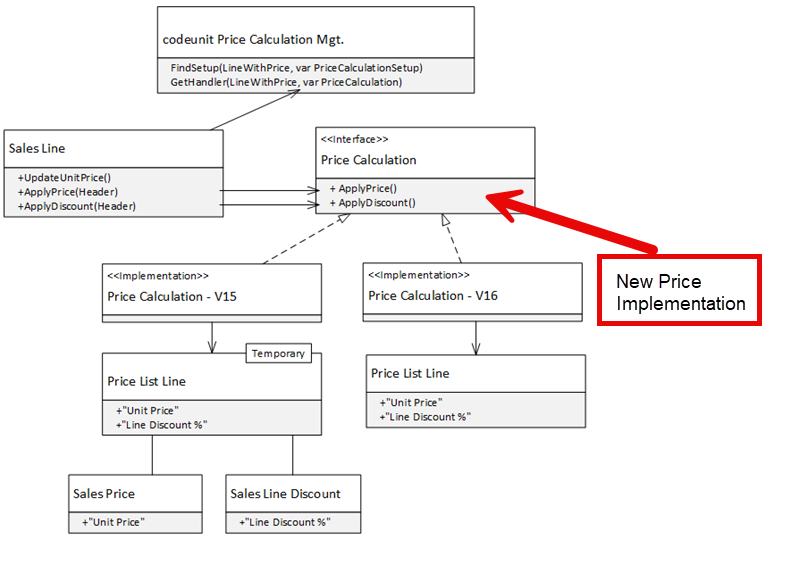 codeunit Price Calculation Mgt.
FindSetup(LineWithPrice, var PriceCalculationSetup)
GetHandler(LineWithPrice, var PriceCalculation)
Sales Line
+UpdateUnitPrice()
+ApplyPrice(Header)
+ApplyDiscount(Header)
<<Interface>>
Price Calculation
+ ApplyPrice()
+ ApplyDiscount()
New Price
Implementation
<<Implementation>>
Price Calculation - V15
<<Implementation>>
Price Calculation - V16
Temporary
Price List Line
+"Unit Price"
+"Line Discount %"
Price List Line
+"Unit Price"
+"Line Discount %"
Sales Price
+"Unit Price"
Sales Line Discount
+"Line Discount %"